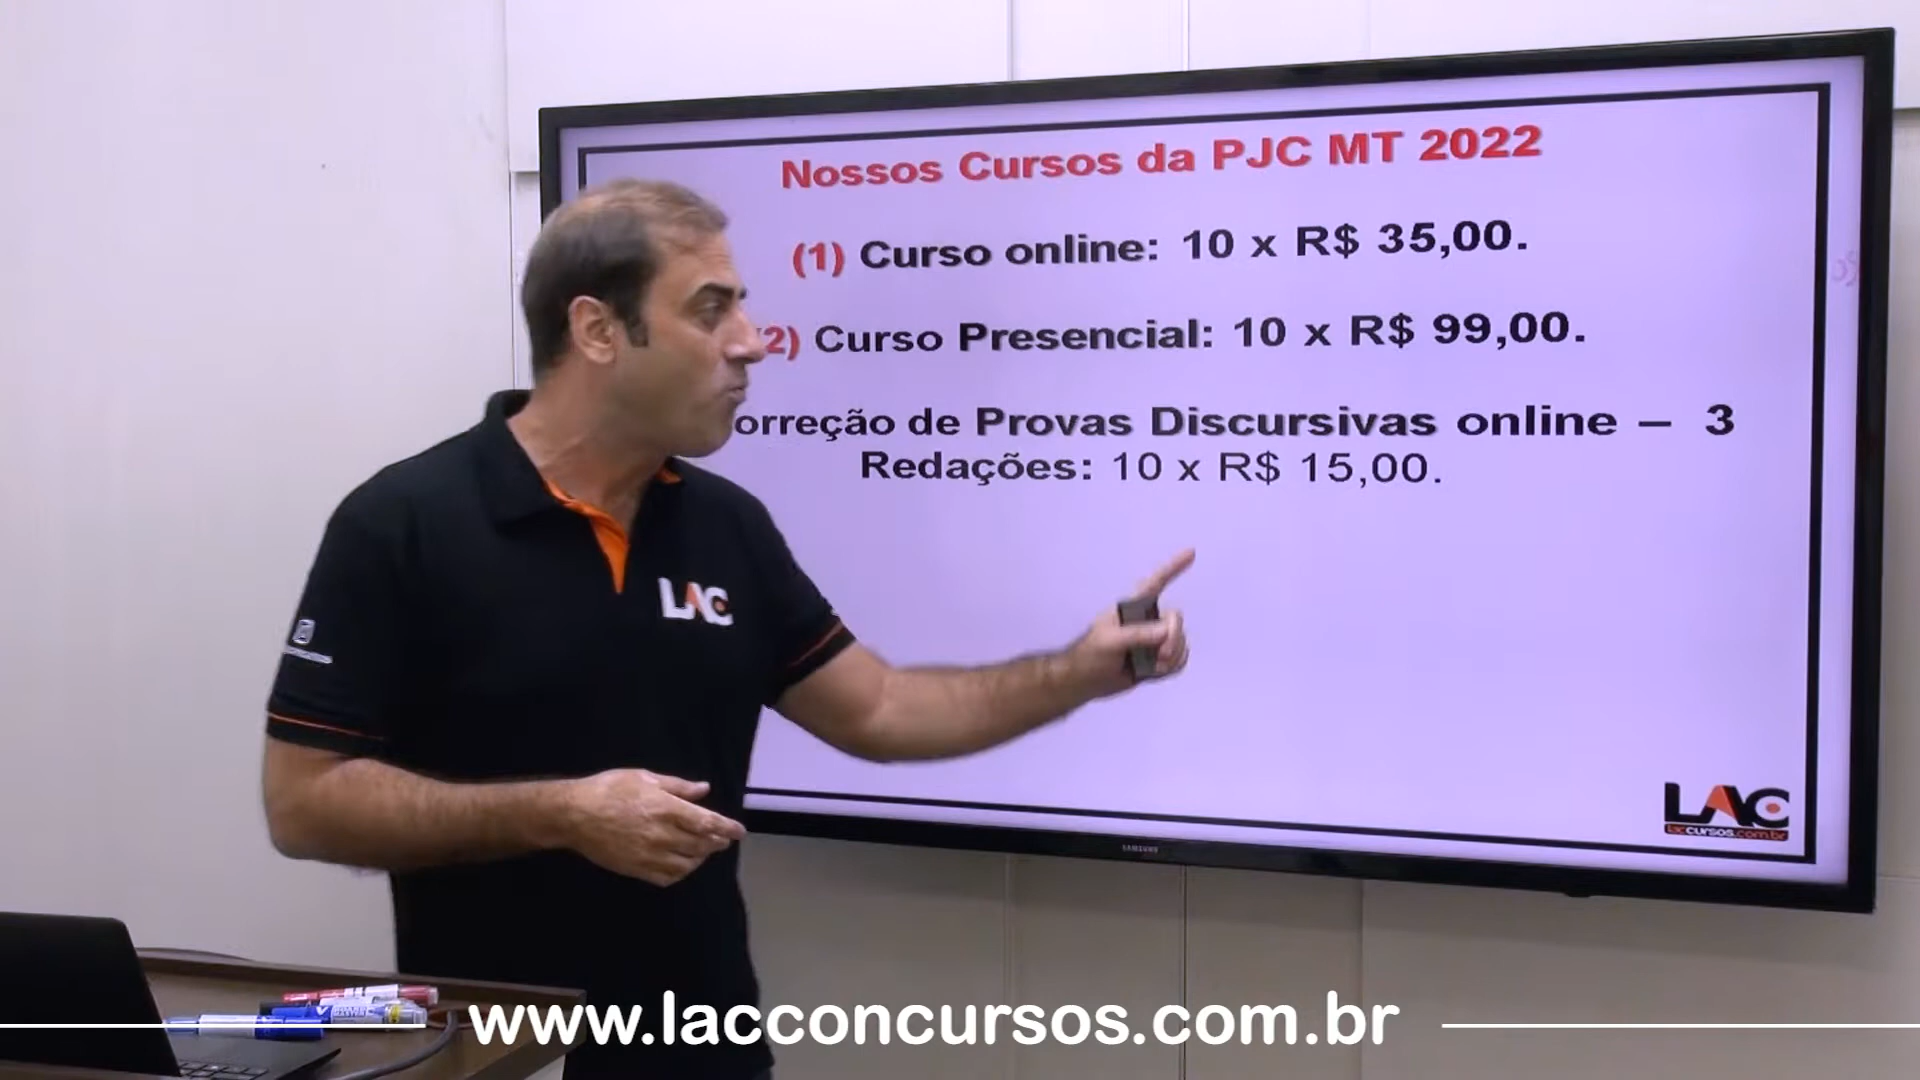 Nossos Cursos da PJC MT 2022
(1) Curso online: 10 x R$ 35,00.
2) Curso Presencial: 10 x R$ 99,00.
orreção de Provas Discursivas online – 3
Redações: 10 x R$ 15,00.
LAC
LAC
laccursos.com.br
SAMSUNG
www.lacconcursos.com.br